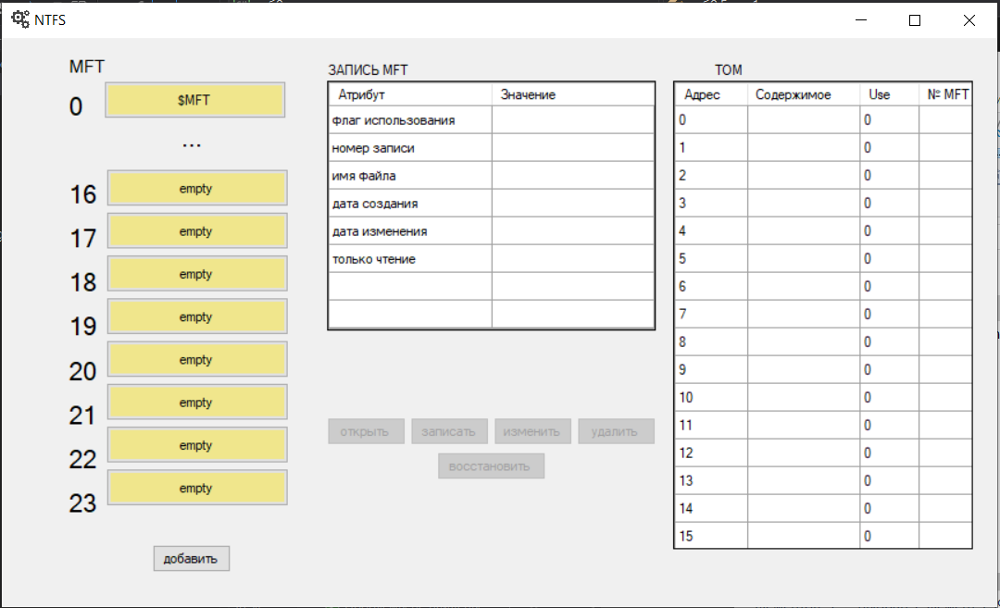 NTFS
MFT
0 $MFT
...
16 empty
17 empty
18 empty
19 empty
20 empty
21 empty
22 empty
23 empty
добавить
ЗАПИСЬ MFT
Атрибут Значение
флаг использования
номер записи
имя файла
дата создания
дата изменения
только чтение
открыть записать изменить удалить
восстановить
ТОМ
Адрес Содержимое Use № MFT
0 0
1 0
2 0
3 0
4 0
5 0
6 0
7 0
8 0
9 0
10 0
11 0
12 0
13 0
14 0
15 0